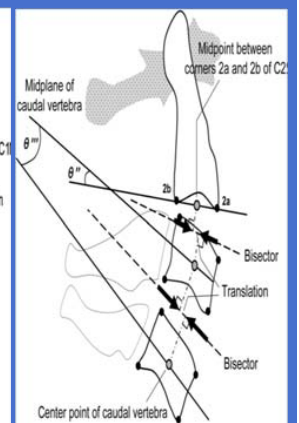 Midpoint between
corners 2a and 2b of C2
Midplane of
caudal vertebra
C1
θ'''
θ''
2b
2a
Bisector
Translation
Bisector
Center point of caudal vertebra